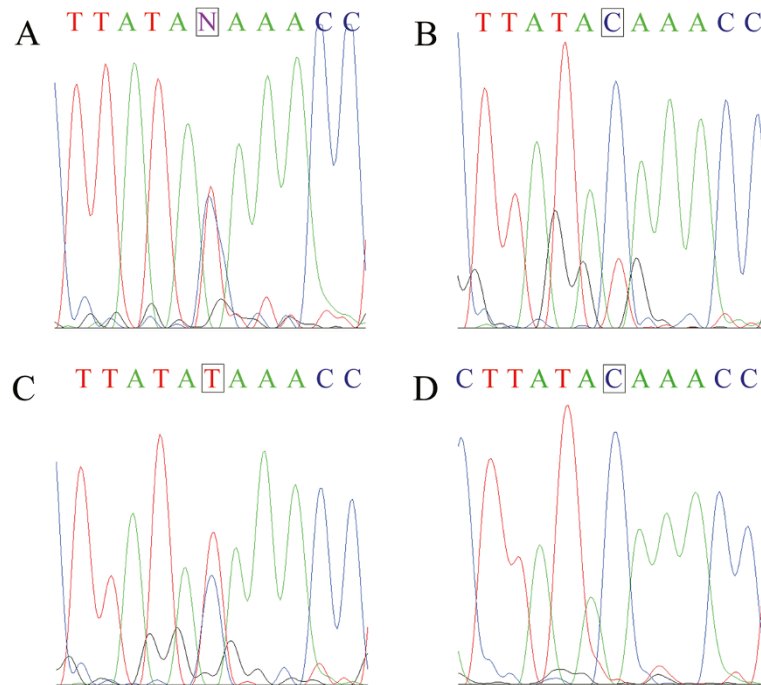 A
T T A T A N A A A C C
B
T T A T A C A A A C C
C
T T A T A T A A A C C
D
C T T A T A C A A A C C